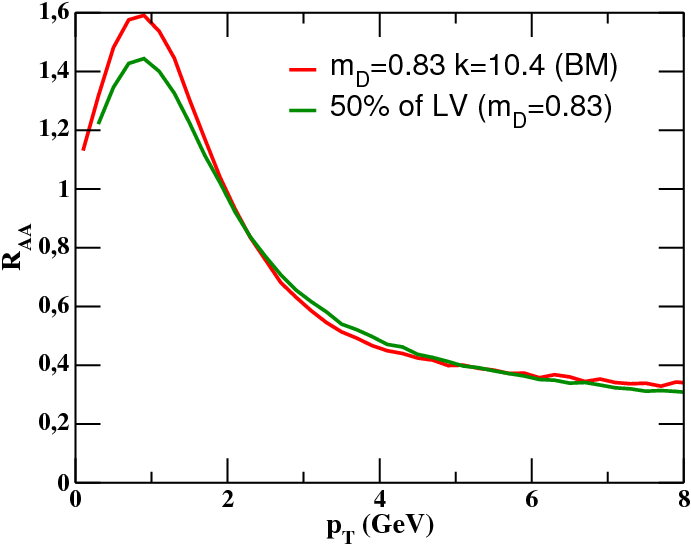 1,6
1,4
1,2
1
0,8
0,6
0,4
0,2
0
R_AA
m_D=0.83 k=10.4 (BM)
50% of LV (m_D=0.83)
0 2 4 6 8
p_T (GeV)